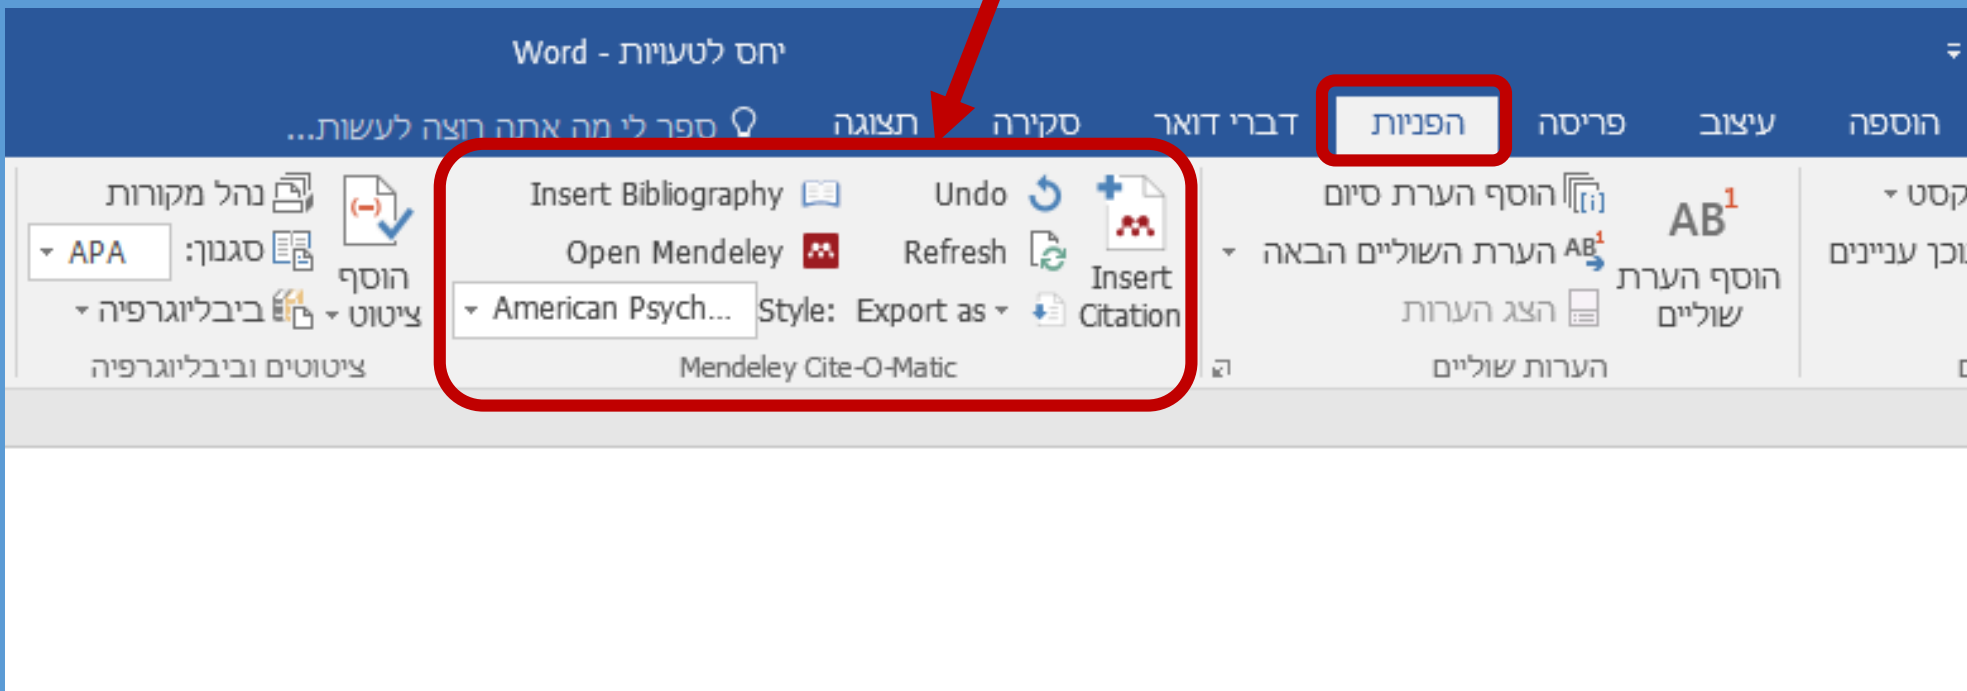 יחס לטעויות - Word
הוספה
עיצוב
פריסה
הפניות
דברי דואר
סקירה
תצוגה
ספר לי מה אתה רוצה לעשות...
AB1
הוסף הערת
שוליים
הוסף הערת סיום
הערת השוליים הבאה
הצג הערות
הערות שוליים
Insert
Citation
Undo
Refresh
Export as
Insert Bibliography
Open Mendeley
Style: American Psych...
Mendeley Cite-O-Matic
הוסף
ציטוט
נהל מקורות
סגנון: APA
ביבליוגרפיה
ציטוטים וביבליוגרפיה